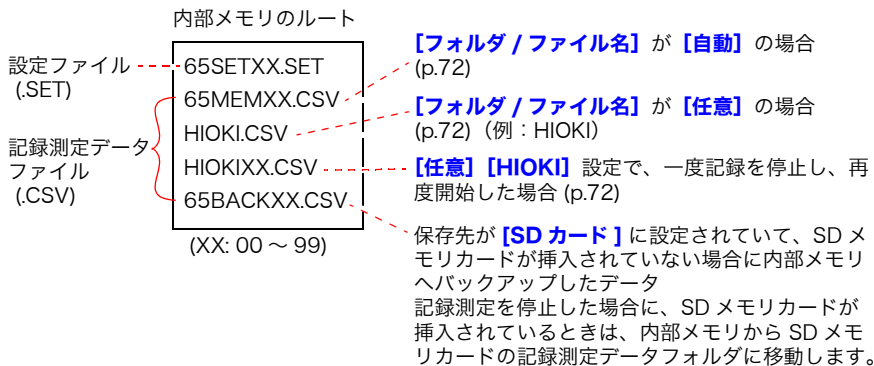 内部メモリのルート
設定ファイル
(.SET)
記録測定データ
ファイル
(.CSV)
65SETXX.SET
65MEMXX.CSV
HIOKI.CSV
HIOKIXX.CSV
65BACKXX.CSV
(XX: 00 ～ 99)
[フォルダ / ファイル名] が [自動] の場合
(p.72)
[フォルダ / ファイル名] が [任意] の場合
(p.72)（例：HIOKI）
[任意] [HIOKI] 設定で、一度記録を停止し、再
度開始した場合 (p.72)
保存先が [SD カード ] に設定されていて、SD メ
モリカードが挿入されていない場合に内部メモリ
へバックアップしたデータ
記録測定を停止した場合に、SD メモリカードが
挿入されているときは、内部メモリから SD メモ
リカードの記録測定データフォルダに移動します。